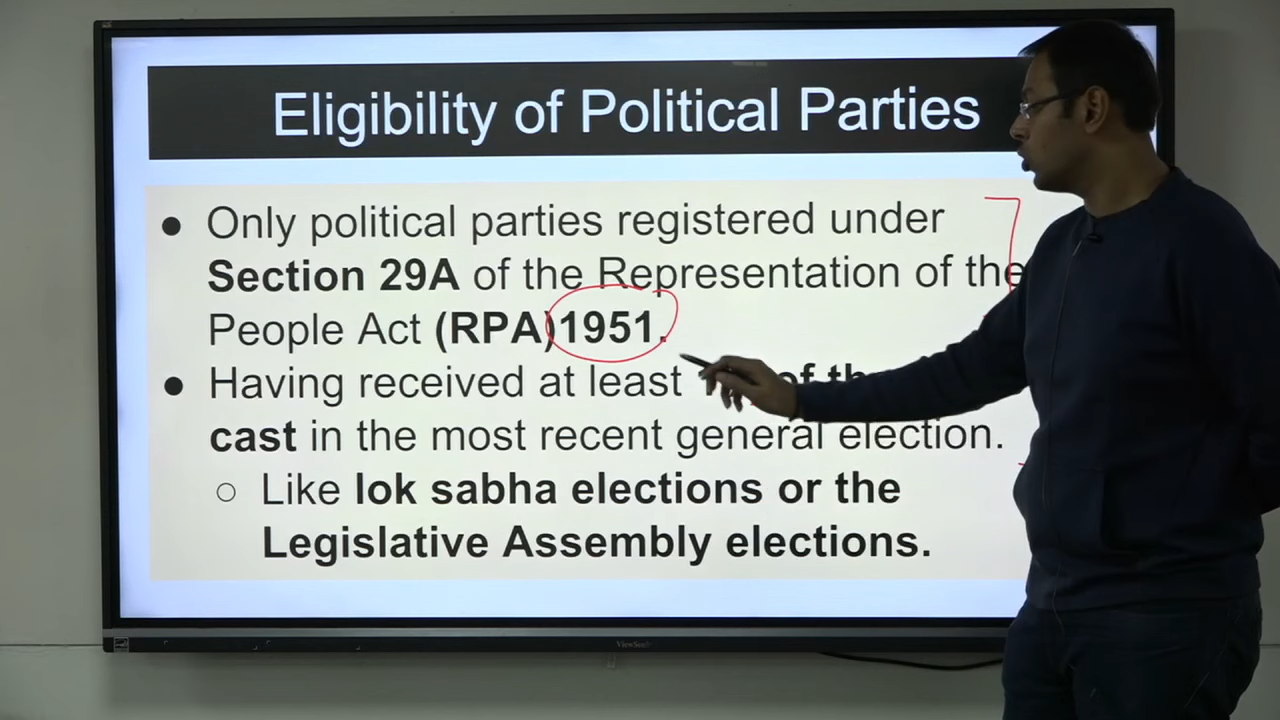 Eligibility of Political Parties
● Only political parties registered under
Section 29A of the Representation of the
People Act (RPA)1951.
● Having received at least of
cast in the most recent general election.
○ Like lok sabha elections or the
Legislative Assembly elections.
ViewSonic